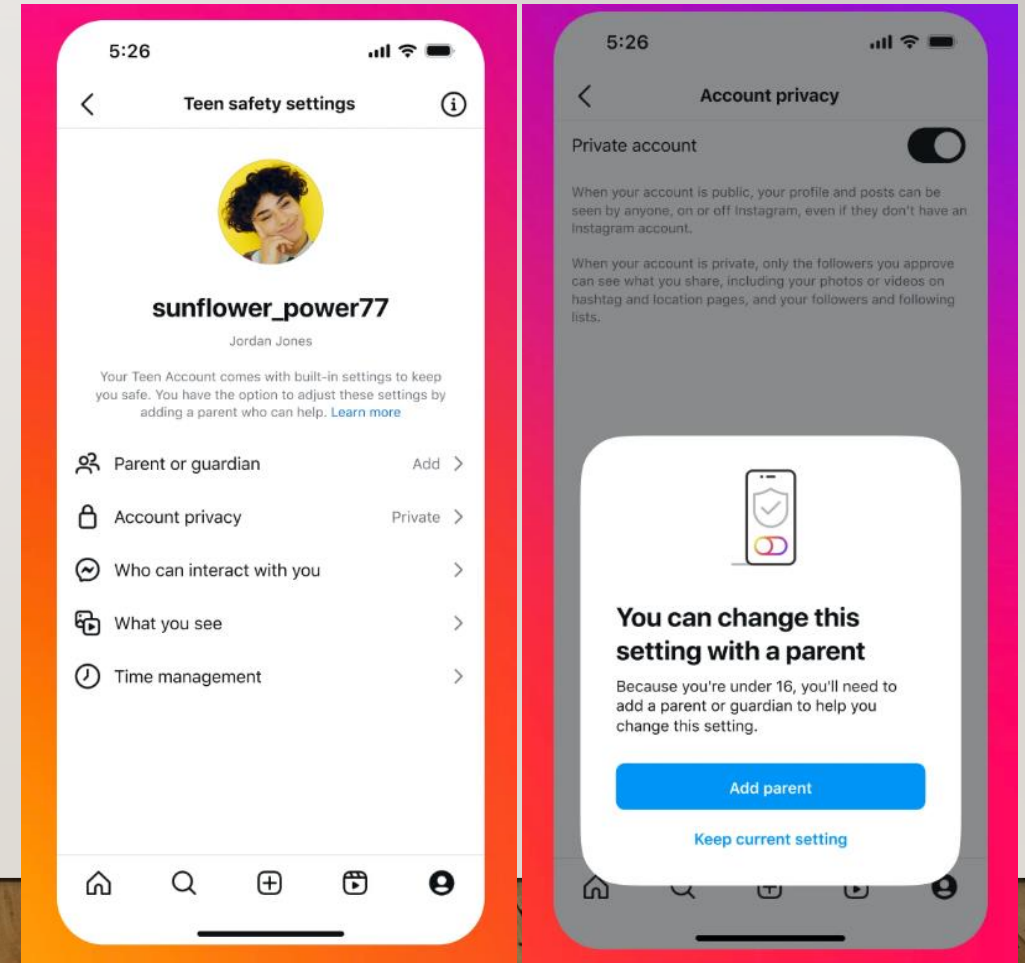 5:26
Teen safety settings
sunflower_power77
Jordan Jones
Your Teen Account comes with built-in settings to keep
you safe. You have the option to adjust these settings by
adding a parent who can help. Learn more
Parent or guardian Add
Account privacy Private
Who can interact with you
What you see
Time management
5:26
Account privacy
Private account
When your account is public, your profile and posts can be
seen by anyone, on or off Instagram, even if they don't have an
Instagram account.
When your account is private, only the followers you approve
can see what you share, including your photos or videos on
hashtag and location pages, and your followers and following
lists.
You can change this
setting with a parent
Because you're under 16, you'll need to
add a parent or guardian to help you
change this setting.
Add parent
Keep current setting